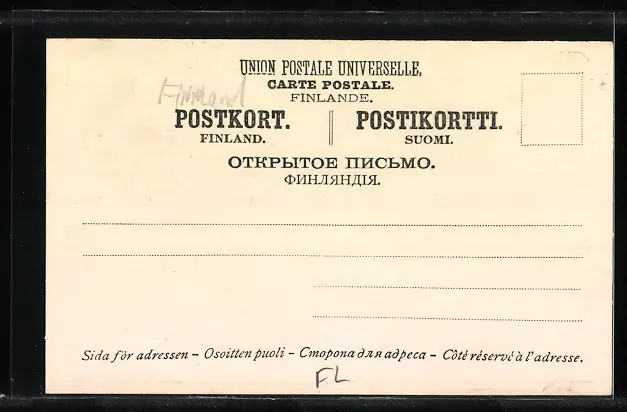 UNION POSTALE UNIVERSELLE.
CARTE POSTALE.
FINLANDE.
Finnland
POSTKORT. POSTIKORTTI.
FINLAND. SUOMI.
ОТКРЫТОЕ ПИСЬМО.
ФИНЛЯНДІЯ.
Sida för adressen – Osoitten puoli – Сторона для адреса – Côté réservé à l'adresse.
FL